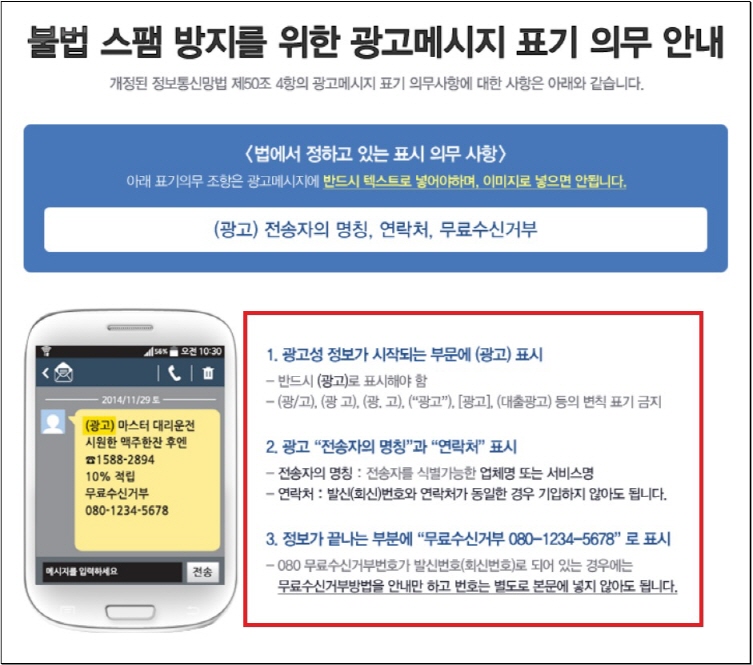 불법 스팸 방지를 위한 광고메시지 표기 의무 안내
개정된 정보통신망법 제50조 4항의 광고메시지 표기 의무사항에 대한 사항은 아래와 같습니다.
<법에서 정하고 있는 표시 의무 사항>
아래 표기의무 조항은 광고메시지에 반드시 텍스트로 넣어야하며, 이미지로 넣으면 안됩니다.
(광고) 전송자의 명칭, 연락처, 무료수신거부
56% 오전 10:30
2014/11/29 토
(광고) 마스터 대리운전
시원한 맥주한잔 후엔
☎1588-2894
10% 적립
무료수신거부
080-1234-5678
메시지를 입력하세요 전송
1. 광고성 정보가 시작되는 부문에 (광고) 표시
- 반드시 (광고)로 표시해야 함
- (광/고), (광 고), (광, 고), ("광고"), [광고], (대출광고) 등의 변칙 표기 금지
2. 광고 "전송자의 명칭"과 "연락처" 표시
- 전송자의 명칭 : 전송자를 식별가능한 업체명 또는 서비스명
- 연락처 : 발신(회신)번호와 연락처가 동일한 경우 기입하지 않아도 됩니다.
3. 정보가 끝나는 부분에 "무료수신거부 080-1234-5678" 로 표시
- 080 무료수신거부번호가 발신번호(회신번호)로 되어 있는 경우에는
무료수신거부방법을 안내만 하고 번호는 별도로 본문에 넣지 않아도 됩니다.